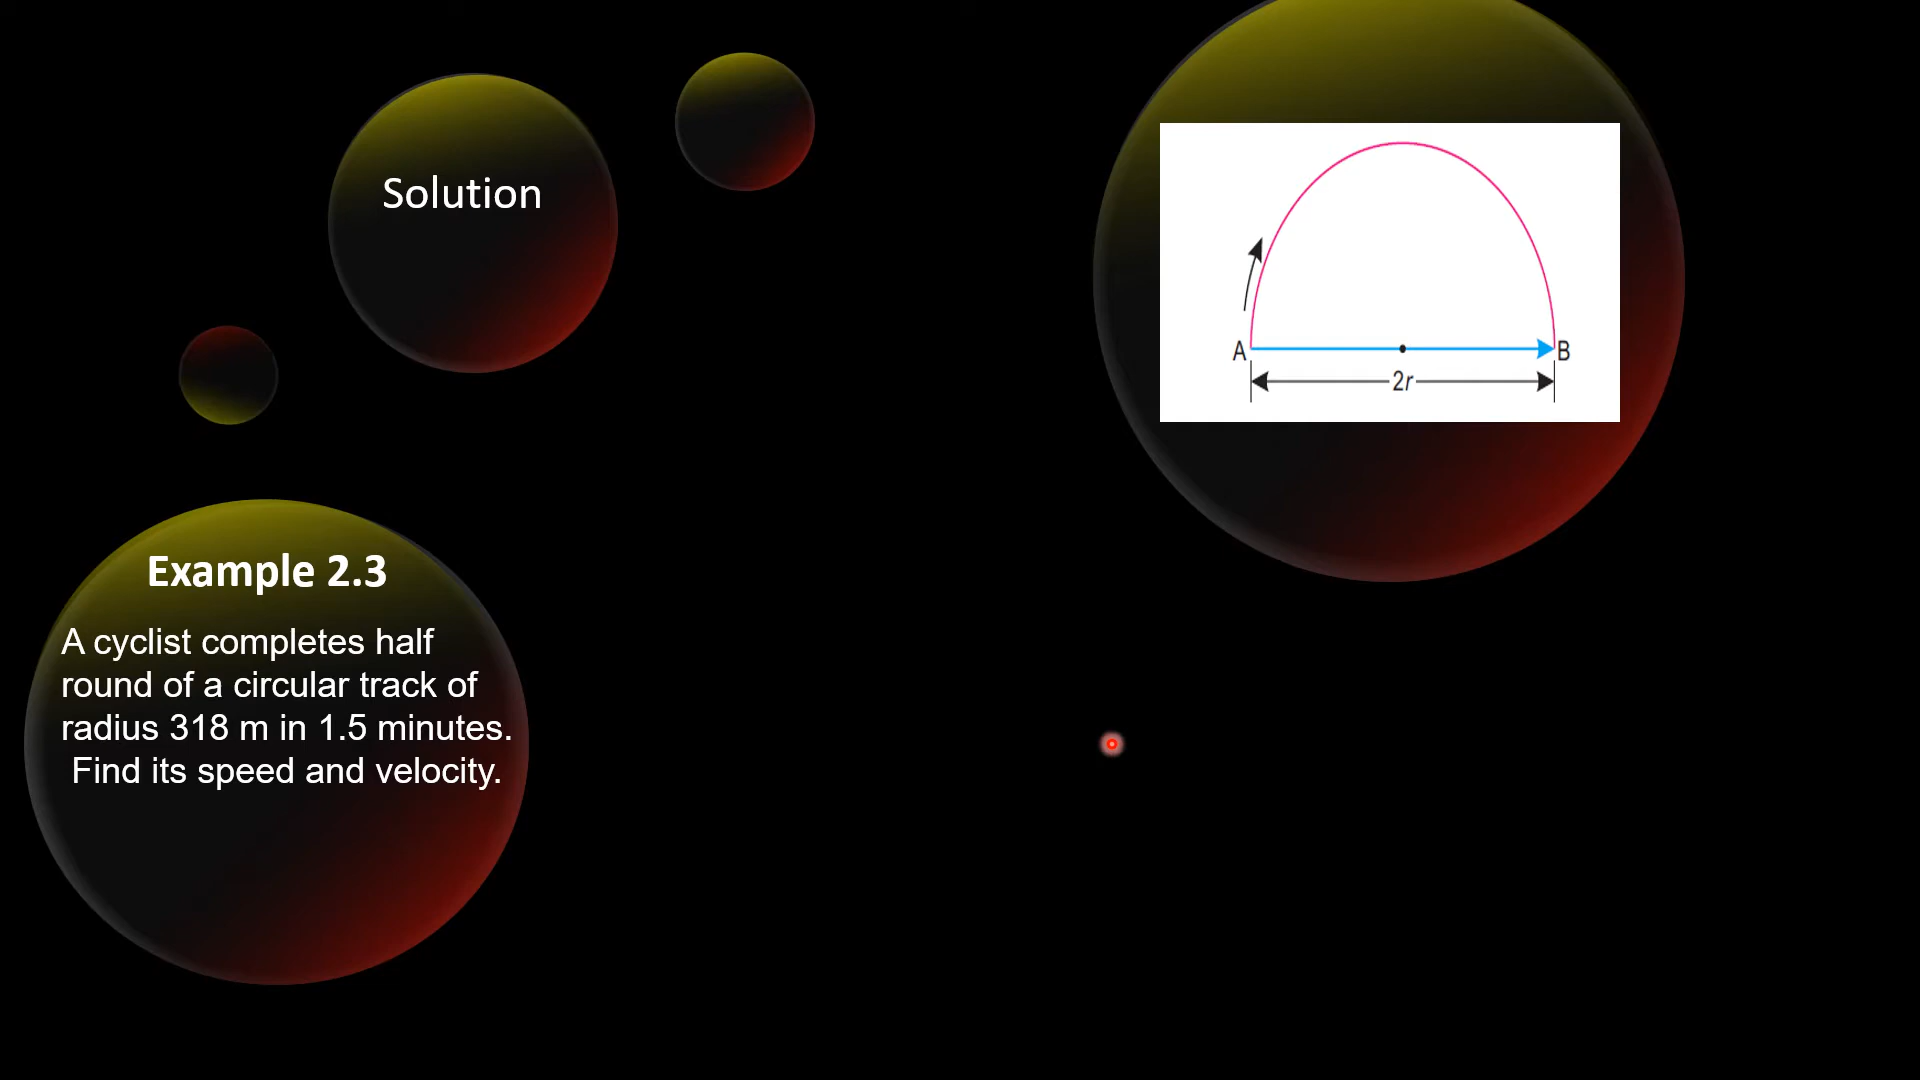 Solution
A
B
2r
Example 2.3
A cyclist completes half
round of a circular track of
radius 318 m in 1.5 minutes.
Find its speed and velocity.